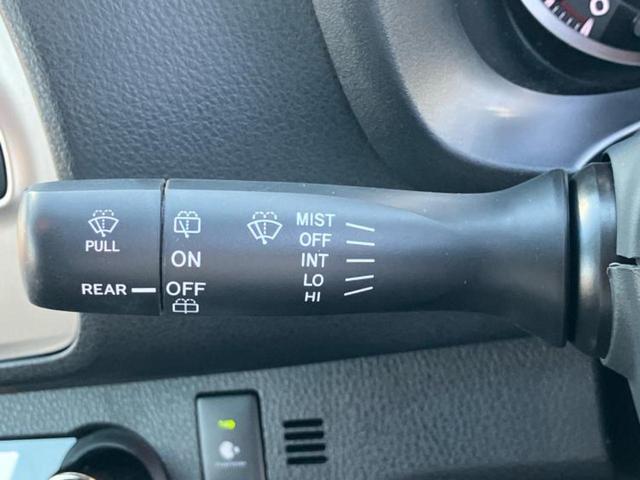 MIST
OFF
PULL
INT
ON
LO
REAR
OFF
HI